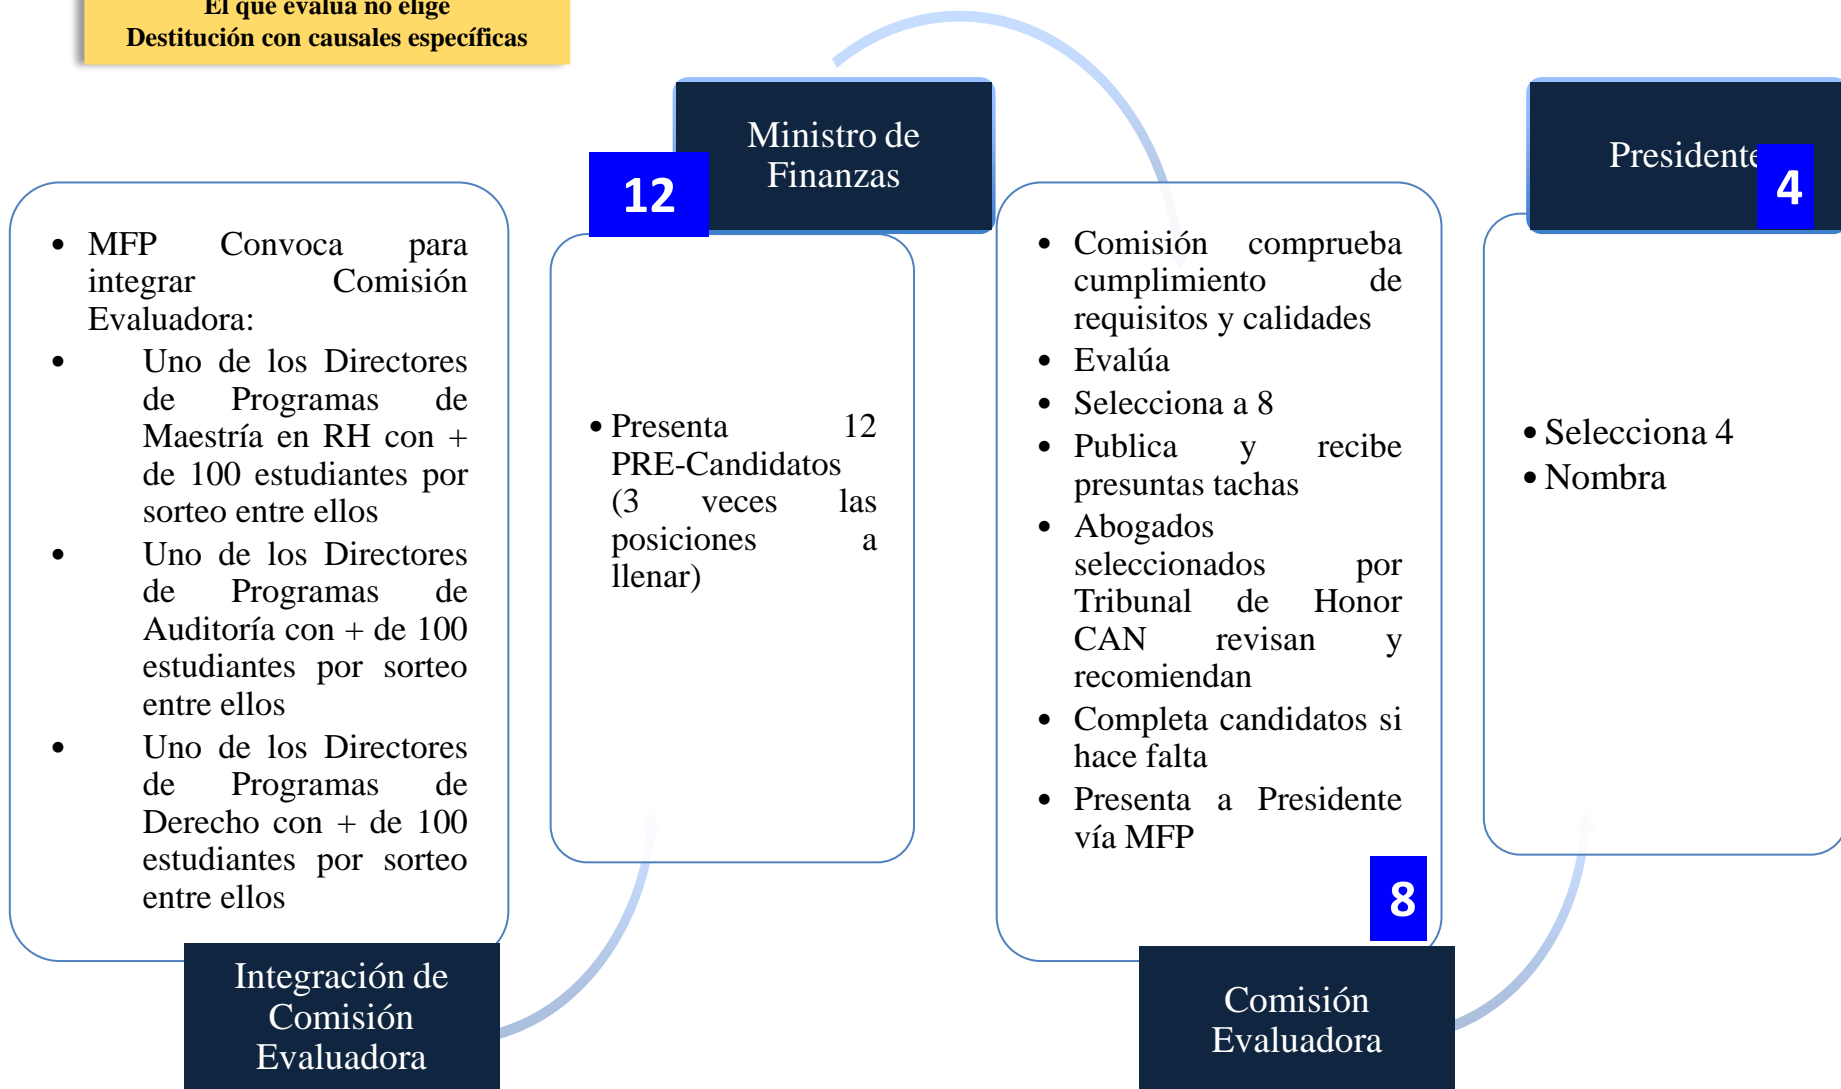 El que evalúa no elige
Destitución con causales específicas
• MFP Convoca para
integrar Comisión
Evaluadora:
• Uno de los Directores
de Programas de
Maestría en RH con +
de 100 estudiantes por
sorteo entre ellos
• Uno de los Directores
de Programas de
Auditoría con + de 100
estudiantes por sorteo
entre ellos
• Uno de los Directores
de Programas de
Derecho con + de 100
estudiantes por sorteo
entre ellos
Integración de
Comisión
Evaluadora
Ministro de
Finanzas
12
• Presenta 12
PRE-Candidatos
(3 veces las
posiciones a
llenar)
• Comisión comprueba
cumplimiento de
requisitos y calidades
• Evalúa
• Selecciona a 8
• Publica y recibe
presuntas tachas
• Abogados
seleccionados por
Tribunal de Honor
CAN revisan y
recomiendan
• Completa candidatos si
hace falta
• Presenta a Presidente
vía MFP
8
Comisión
Evaluadora
Presidente
4
• Selecciona 4
• Nombra